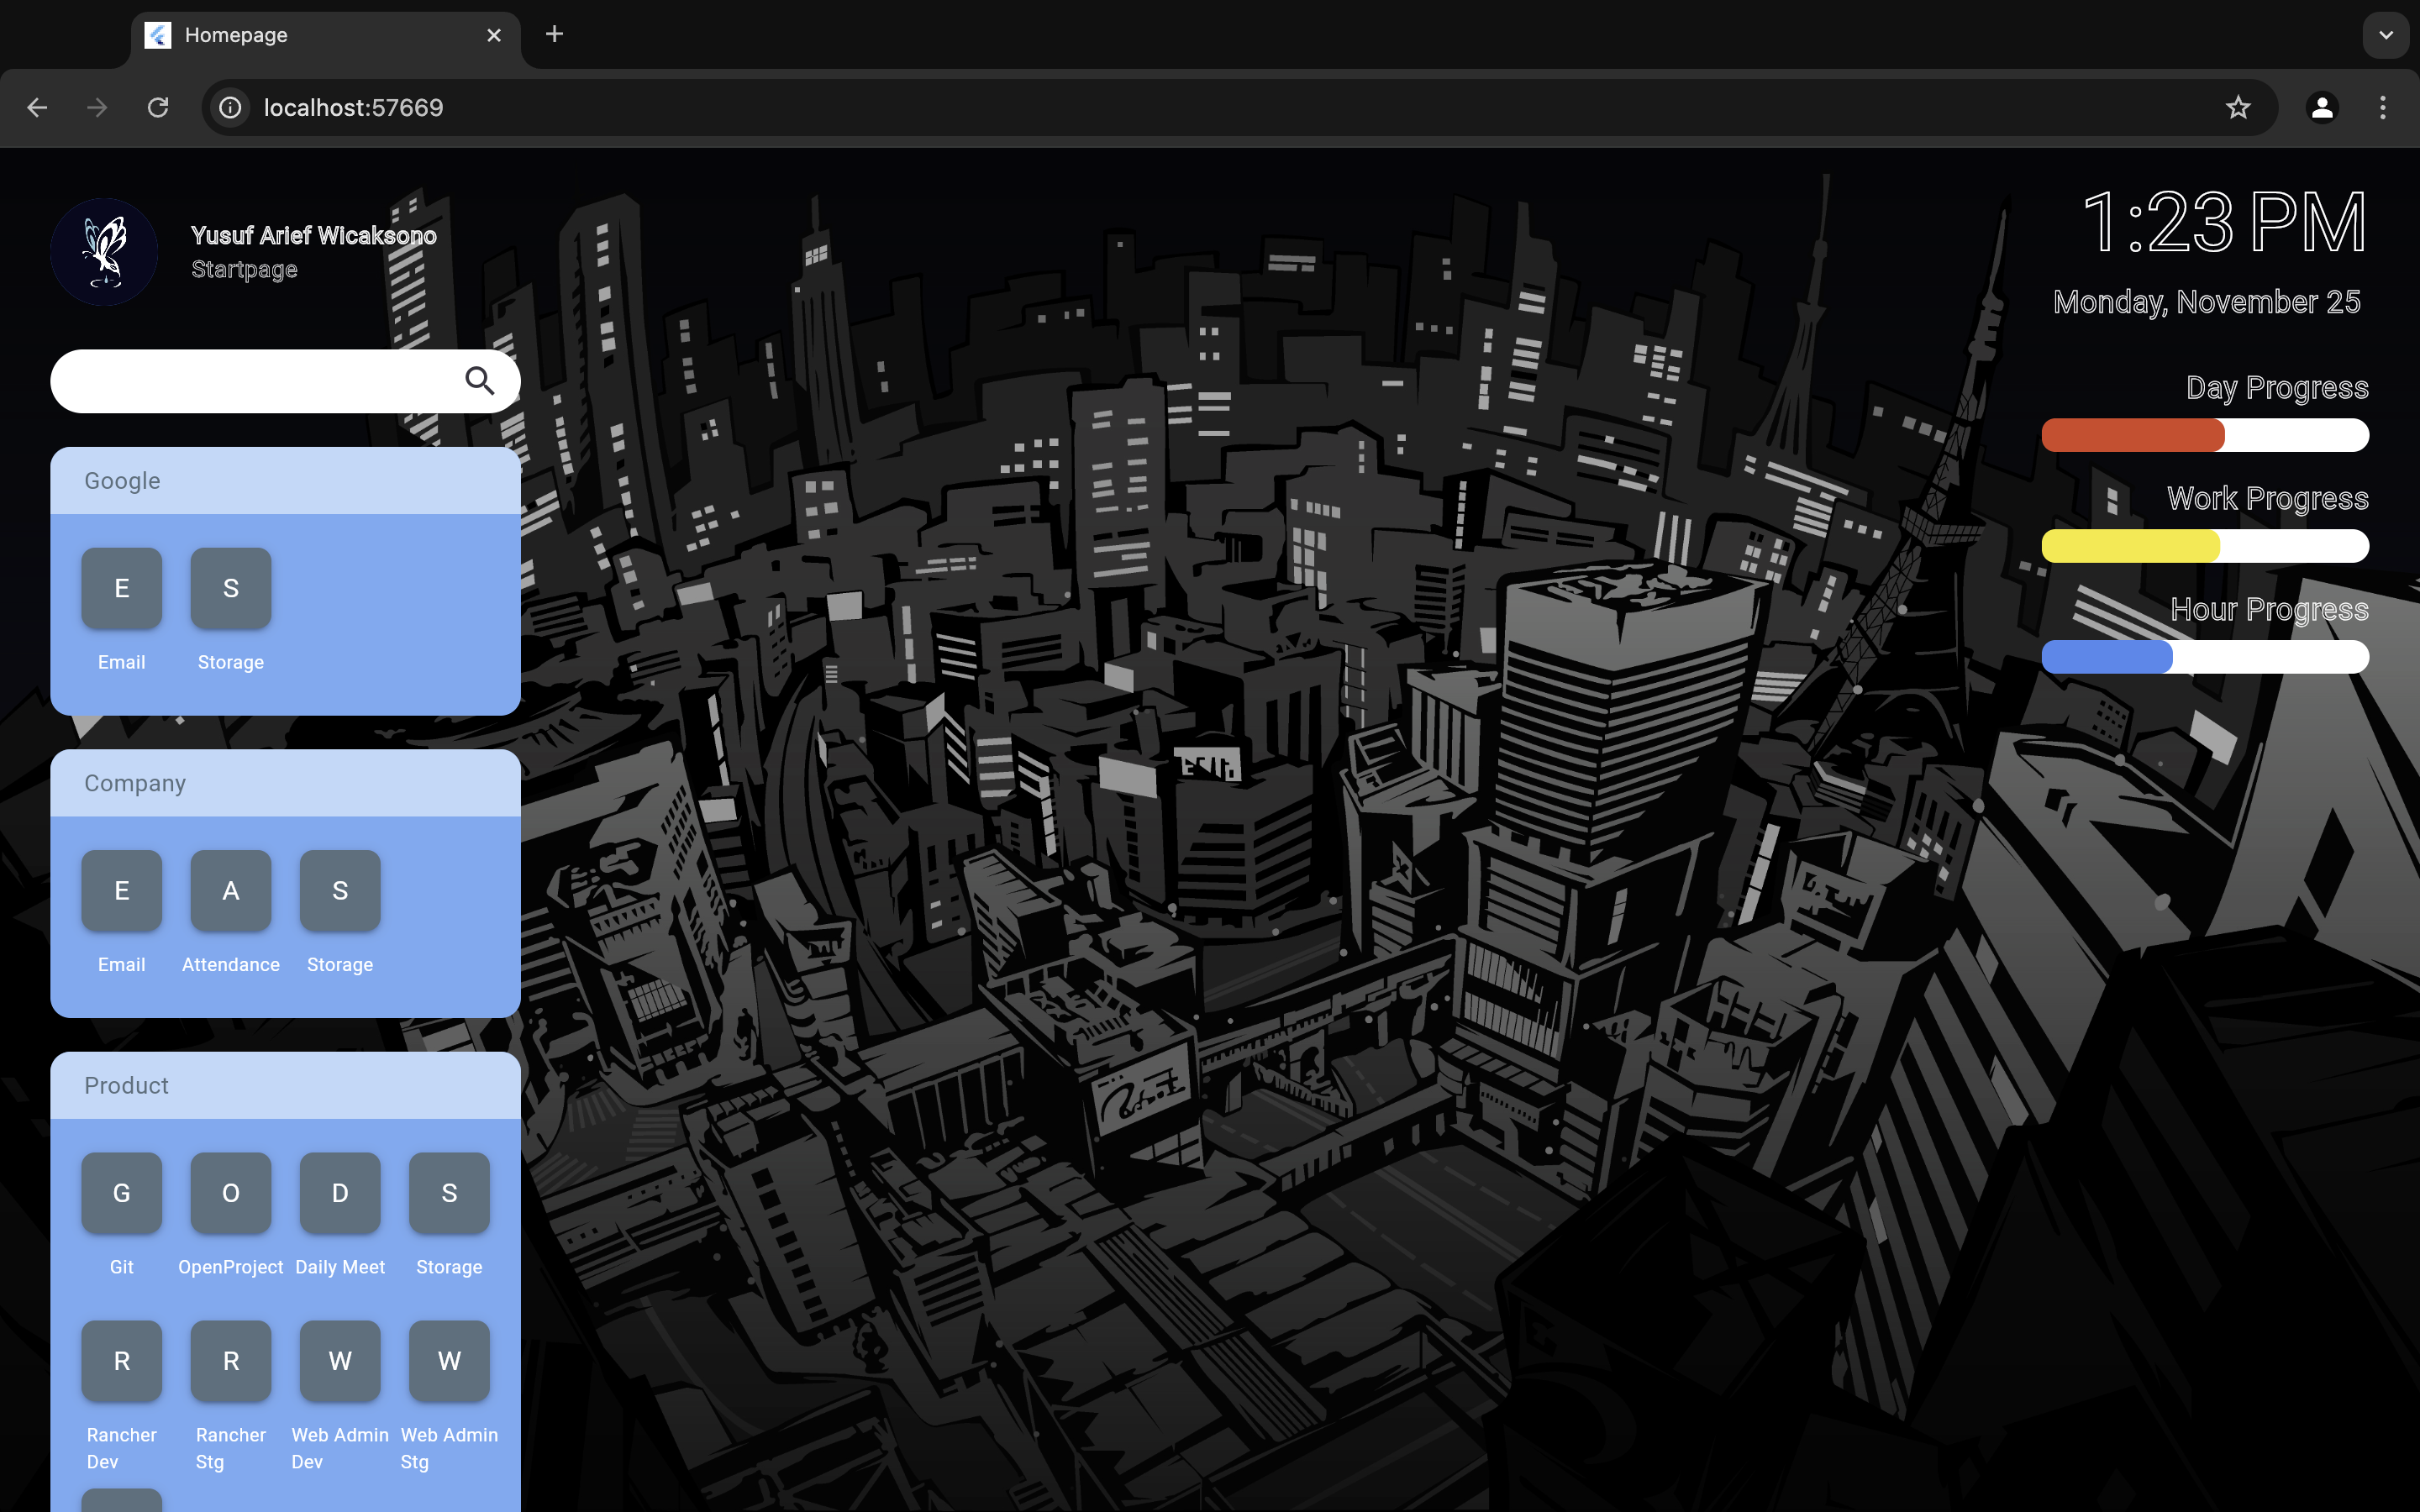 Homepage
localhost:57669
Yusuf Arief Wicaksono
Startpage
1:23 PM
Monday, November 25
Day Progress
Work Progress
Hour Progress
Google
E S
Email Storage
Company
E A S
Email Attendance Storage
Product
G O D S
Git OpenProject Daily Meet Storage
R R W W
Rancher Rancher Web Admin Web Admin
Dev Stg Dev Stg